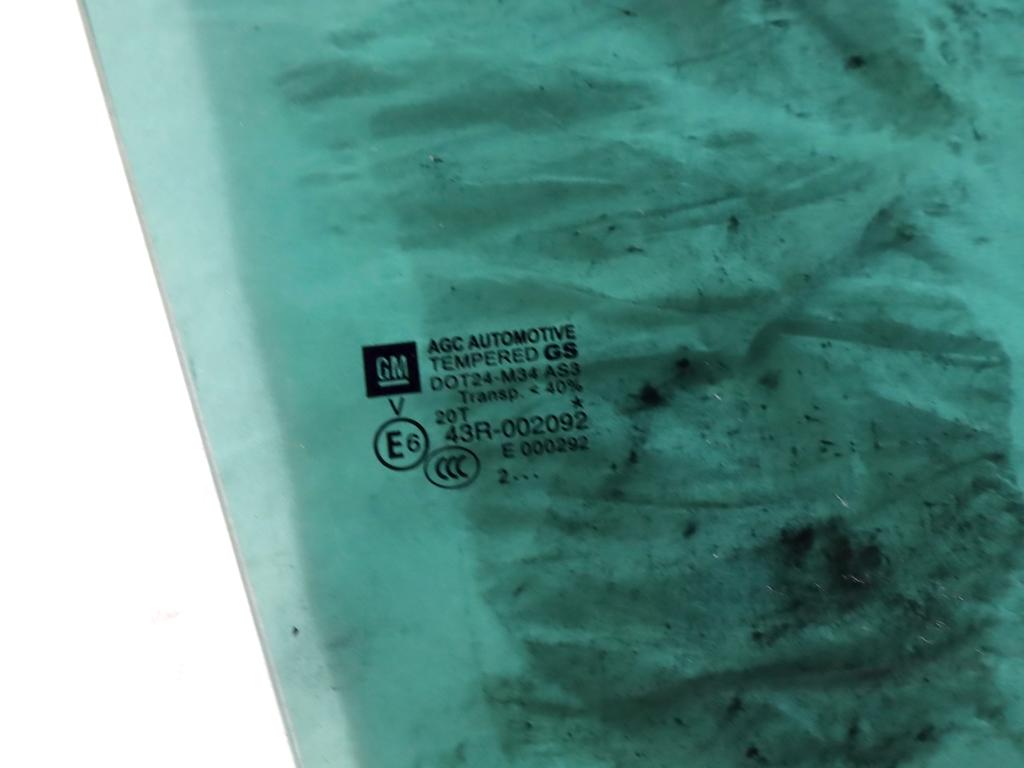 GM
AGC AUTOMOTIVE
TEMPERED GS
DOT24-M34 AS3
Transp. < 40%
V
20T *
E6 43R-002092
E 000292
CCC
2...